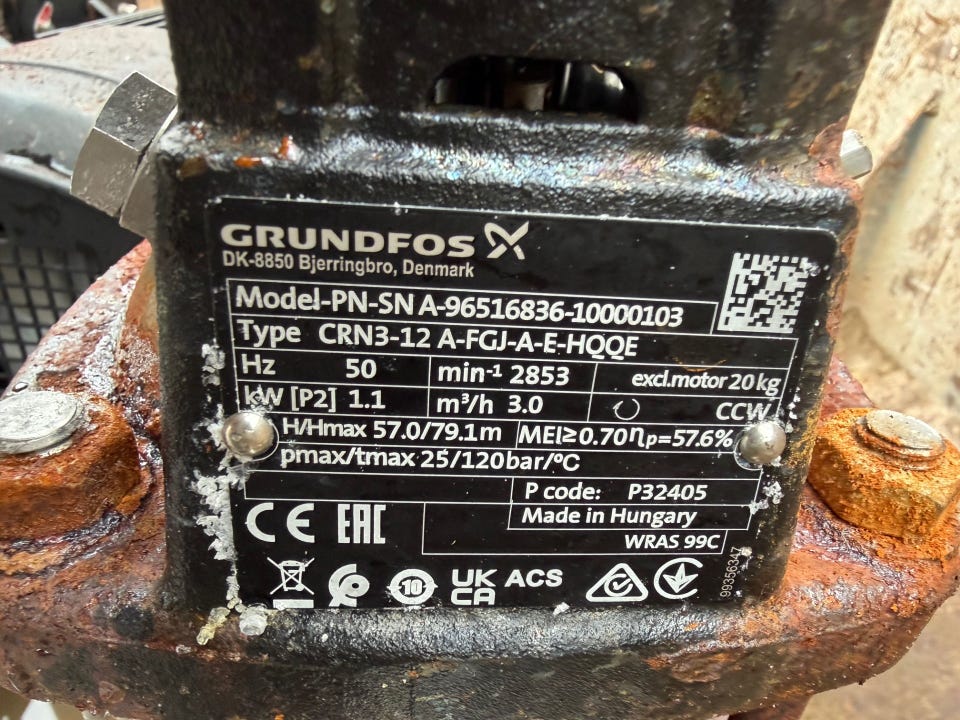 GRUNDFOS
DK-8850 Bjerringbro, Denmark
Model-PN-SN A-96516836-10000103
Type CRN3-12 A-FGJ-A-E-HQQE
Hz 50 min-1 2853 excl.motor 20 kg
kW [P2] 1.1 m³/h 3.0 CCW
H/Hmax 57.0/79.1 m MEI≥0.70 ηp=57.6%
pmax/tmax 25/120bar/°C
P code: P32405
Made in Hungary
WRAS 99C
CE EAC
10 UK CA ACS
99356347